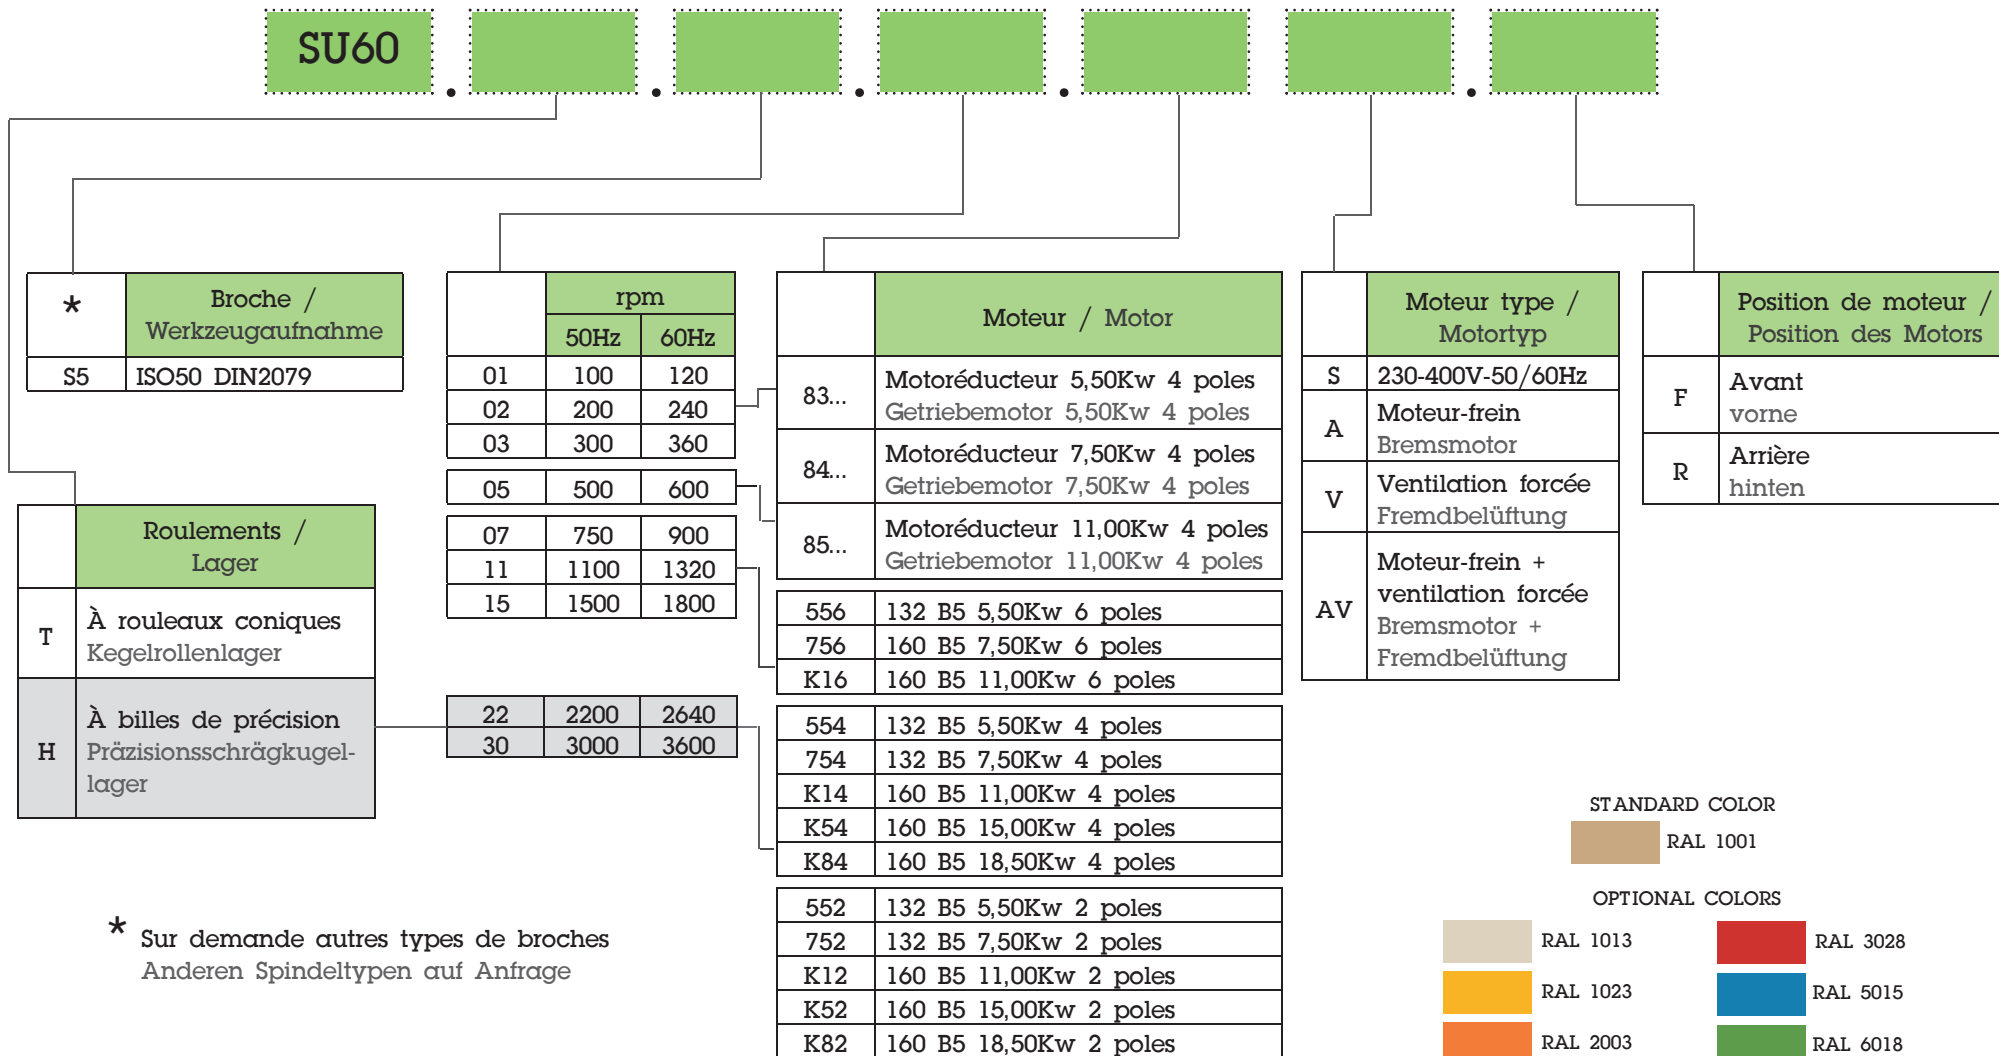 SU60 . . . . .
*
Broche /
Werkzeugaufnahme
S5 ISO50 DIN2079
rpm
50Hz 60Hz
01 100 120
02 200 240
03 300 360
05 500 600
07 750 900
11 1100 1320
15 1500 1800
22 2200 2640
30 3000 3600
Roulements /
Lager
T
À rouleaux coniques
Kegelrollenlager
H
À billes de précision
Präzisionsschrägkugel-
lager
Moteur / Motor
83...
Motoréducteur 5,50Kw 4 poles
Getriebemotor 5,50Kw 4 poles
84...
Motoréducteur 7,50Kw 4 poles
Getriebemotor 7,50Kw 4 poles
85...
Motoréducteur 11,00Kw 4 poles
Getriebemotor 11,00Kw 4 poles
556 132 B5 5,50Kw 6 poles
756 160 B5 7,50Kw 6 poles
K16 160 B5 11,00Kw 6 poles
554 132 B5 5,50Kw 4 poles
754 132 B5 7,50Kw 4 poles
K14 160 B5 11,00Kw 4 poles
K54 160 B5 15,00Kw 4 poles
K84 160 B5 18,50Kw 4 poles
552 132 B5 5,50Kw 2 poles
752 132 B5 7,50Kw 2 poles
K12 160 B5 11,00Kw 2 poles
K52 160 B5 15,00Kw 2 poles
K82 160 B5 18,50Kw 2 poles
Moteur type /
Motortyp
S 230-400V-50/60Hz
A
Moteur-frein
Bremsmotor
V
Ventilation forcée
Fremdbelüftung
AV
Moteur-frein +
ventilation forcée
Bremsmotor +
Fremdbelüftung
Position de moteur /
Position des Motors
F
Avant
vorne
R
Arrière
hinten
* Sur demande autres types de broches
Anderen Spindeltypen auf Anfrage
STANDARD COLOR
RAL 1001
OPTIONAL COLORS
RAL 1013 RAL 3028
RAL 1023 RAL 5015
RAL 2003 RAL 6018